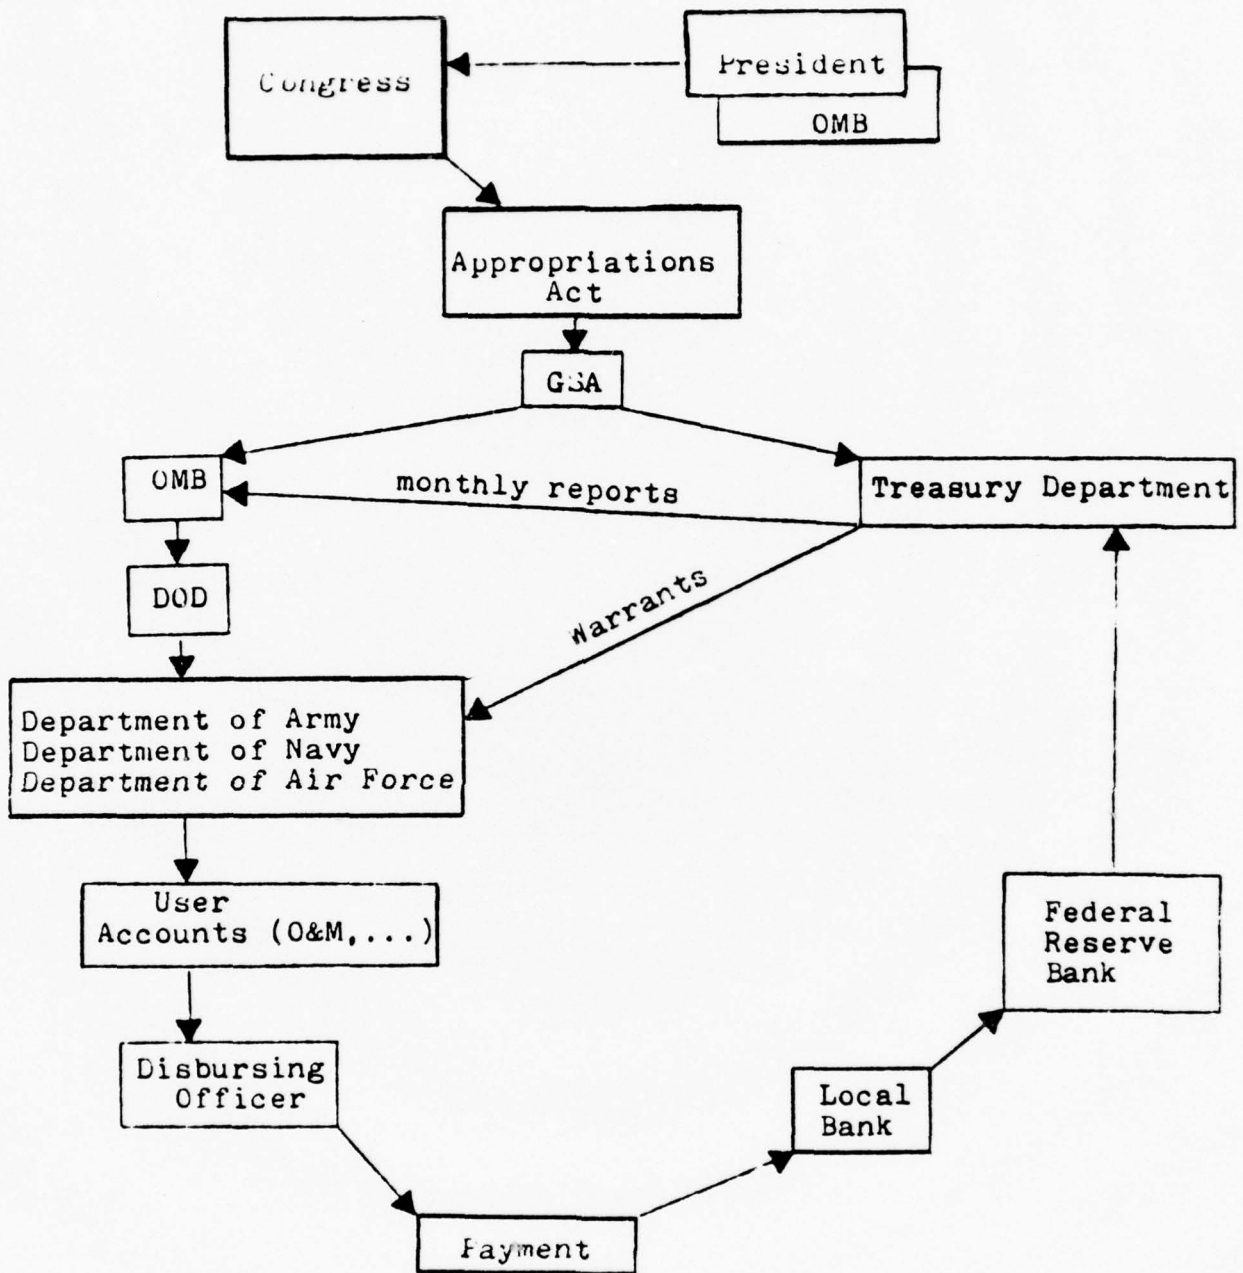 Congress
President
OMB
Appropriations
Act
GSA
OMB
monthly reports
Treasury Department
DOD
Warrants
Department of Army
Department of Navy
Department of Air Force
User
Accounts (O&M,...)
Federal
Reserve
Bank
Disbursing
Officer
Local
Bank
Payment